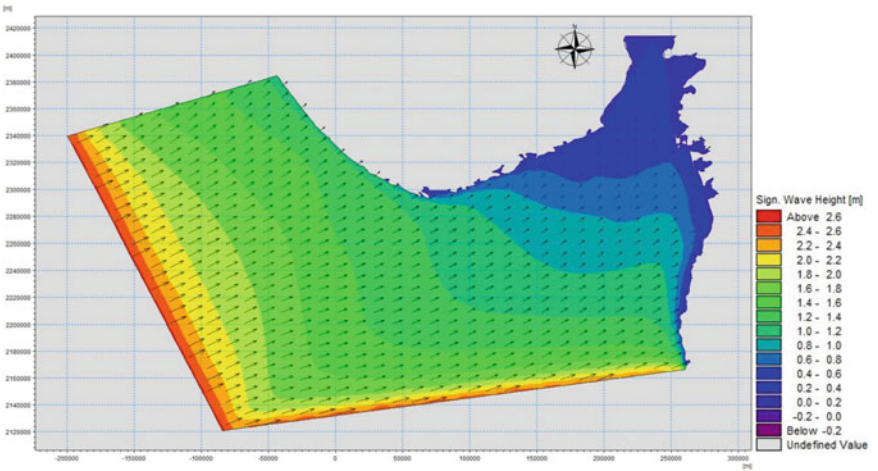 [m]
2420000
2400000
2380000
2360000
2340000
2320000
2300000
2280000
2260000
2240000
2220000
2200000
2180000
2160000
2140000
2120000
-200000 -150000 -100000 -50000 0 50000 100000 150000 200000 250000 300000
[m]
N
Sign. Wave Height [m]
Above 2.6
2.4 - 2.6
2.2 - 2.4
2.0 - 2.2
1.8 - 2.0
1.6 - 1.8
1.4 - 1.6
1.2 - 1.4
1.0 - 1.2
0.8 - 1.0
0.6 - 0.8
0.4 - 0.6
0.2 - 0.4
0.0 - 0.2
-0.2 - 0.0
Below -0.2
Undefined Value